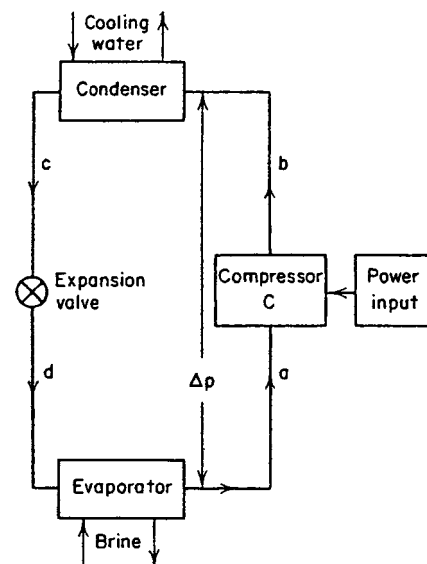 Cooling
water
Condenser
c
b
Expansion
valve
Compressor
C
Power
input
d
Δp
a
Evaporator
Brine